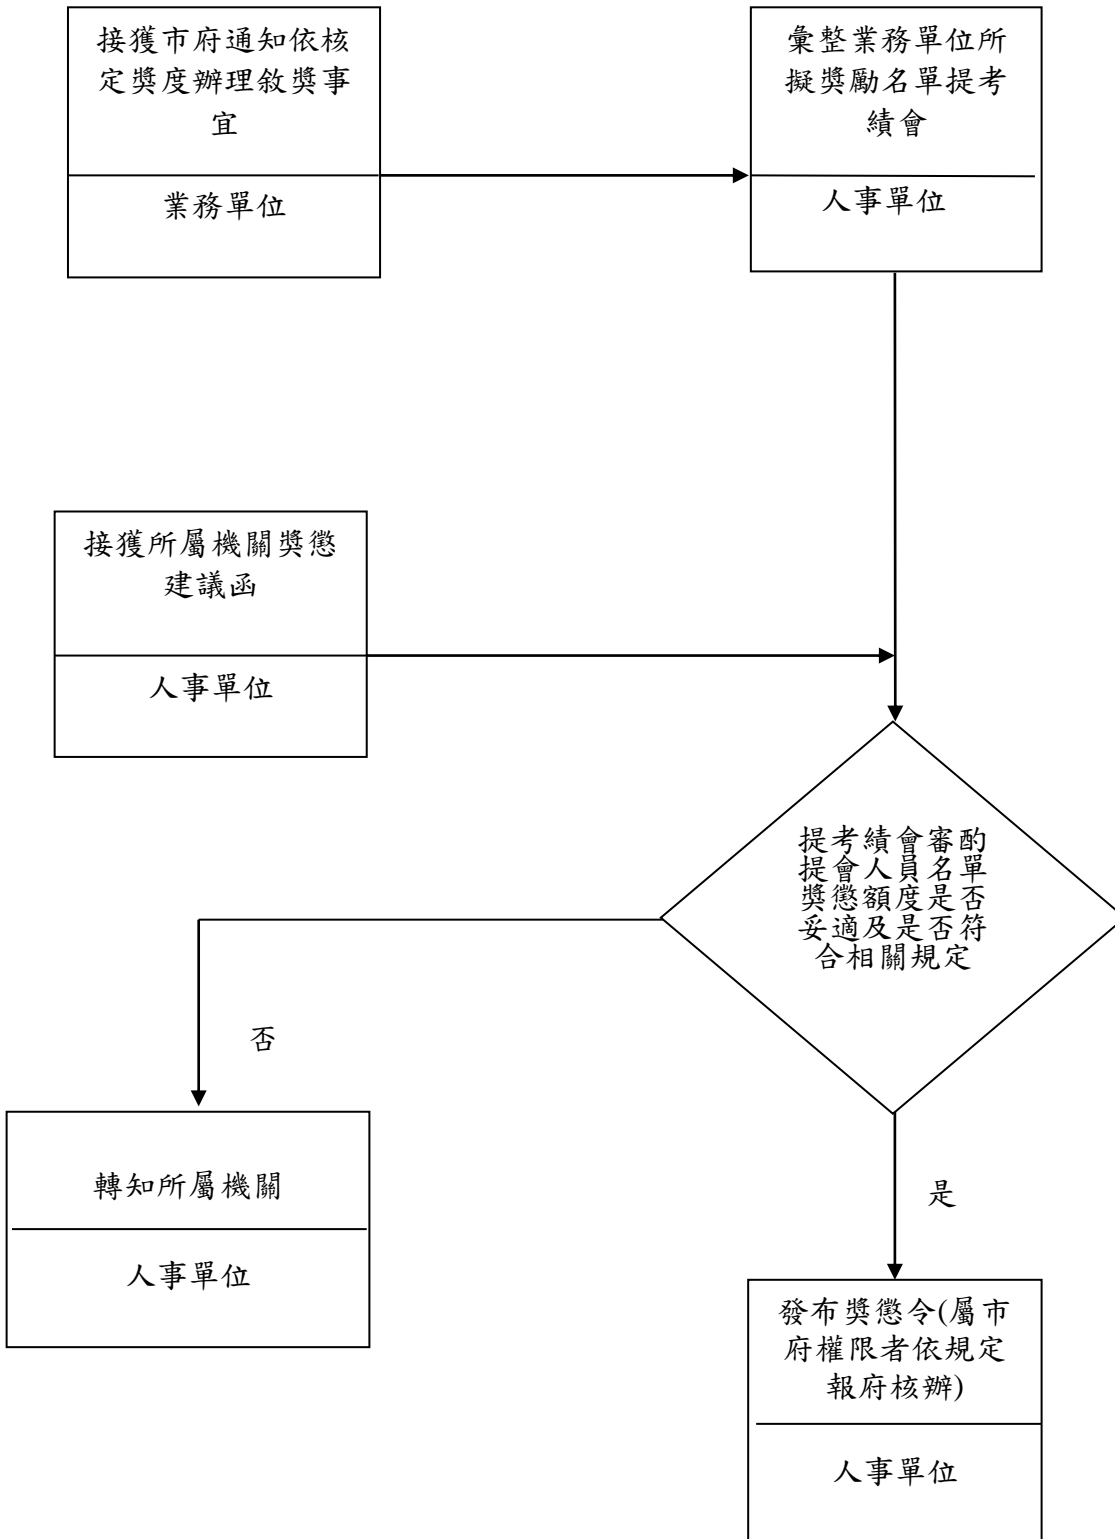 接獲市府通知依核
定獎度辦理敘獎事
宜
業務單位
彙整業務單位所
擬獎勵名單提考
績會
人事單位
接獲所屬機關獎懲
建議函
人事單位
提考績會審酌
提會人員名單
獎懲額度是否
妥適及是否符
合相關規定
否
轉知所屬機關
人事單位
是
發布獎懲令(屬市
府權限者依規定
報府核辦)
人事單位